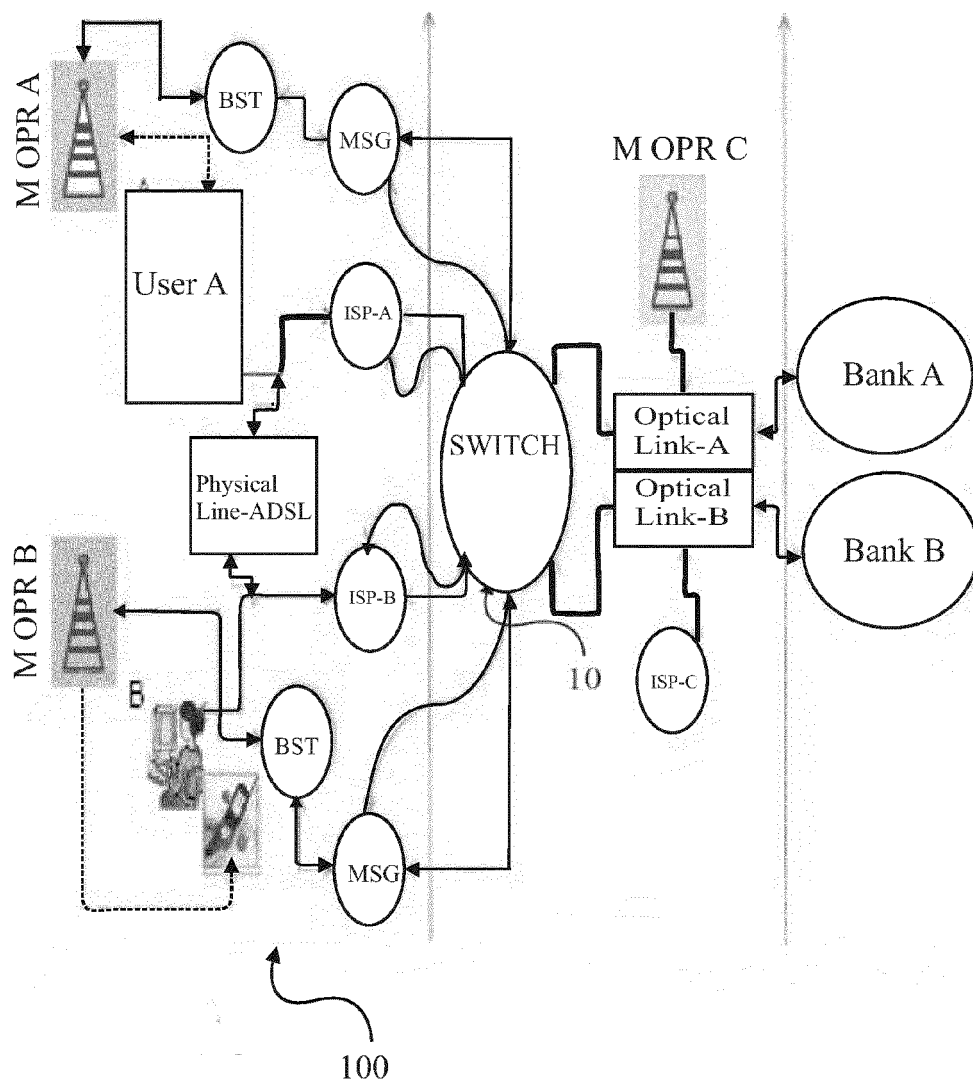 M OPR A
BST
MSG
M OPR C
User A
ISP-A
Bank A
Optical
Link-A
SWITCH
Physical
Line-ADSL
Optical
Link-B
Bank B
M OPR B
ISP-B
10
ISP-C
B
BST
MSG
100